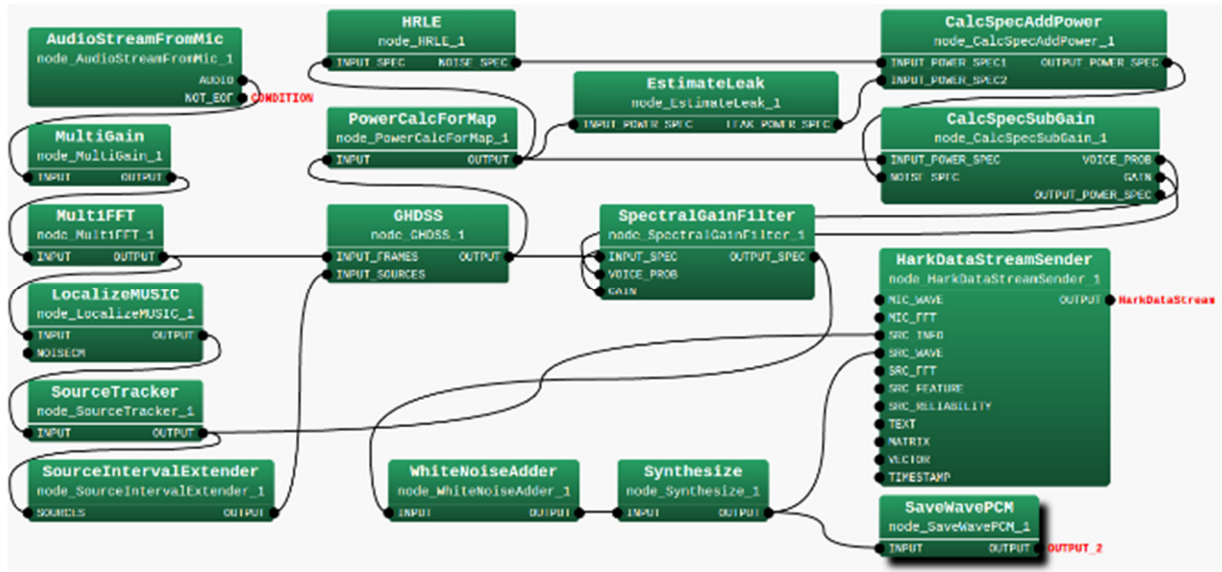 AudioStreamFromMic
node_AudioStreamFromMic_1
AUDIO
NOT_EOF CONDITION
MultiGain
node_MultiGain_1
INPUT OUTPUT
MultiFFT
node_MultiFFT_1
INPUT OUTPUT
LocalizeMUSIC
node_LocalizeMUSIC_1
INPUT OUTPUT
NOISECM
SourceTracker
node_SourceTracker_1
INPUT OUTPUT
SourceIntervalExtender
node_SourceIntervalExtender_1
SOURCES OUTPUT
HRLE
node_HRLE_1
INPUT_SPEC NOISE_SPEC
PowerCalcForMap
node_PowerCalcForMap_1
INPUT OUTPUT
GHDSS
node_GHDSS_1
INPUT_FRAMES OUTPUT
INPUT_SOURCES
EstimateLeak
node_EstimateLeak_1
INPUT_POWER_SPEC LEAK_POWER_SPEC
SpectralGainFilter
node_SpectralGainFilter_1
INPUT_SPEC OUTPUT_SPEC
VOICE_PROB
GAIN
WhiteNoiseAdder
node_WhiteNoiseAdder_1
INPUT OUTPUT
Synthesize
node_Synthesize_1
INPUT OUTPUT
CalcSpecAddPower
node_CalcSpecAddPower_1
INPUT_POWER_SPEC1 OUTPUT_POWER_SPEC
INPUT_POWER_SPEC2
CalcSpecSubGain
node_CalcSpecSubGain_1
INPUT_POWER_SPEC VOICE_PROB
NOISE_SPEC GAIN
OUTPUT_POWER_SPEC
HarkDataStreamSender
node_HarkDataStreamSender_1
MIC_WAVE OUTPUT HarkDataStream
MIC_FFT
SRC_INFO
SRC_WAVE
SRC_FFT
SRC_FEATURE
SRC_RELIABILITY
TEXT
MATRIX
VECTOR
TIMESTAMP
SaveWavePCM
node_SaveWavePCM_1
INPUT OUTPUT OUTPUT_2